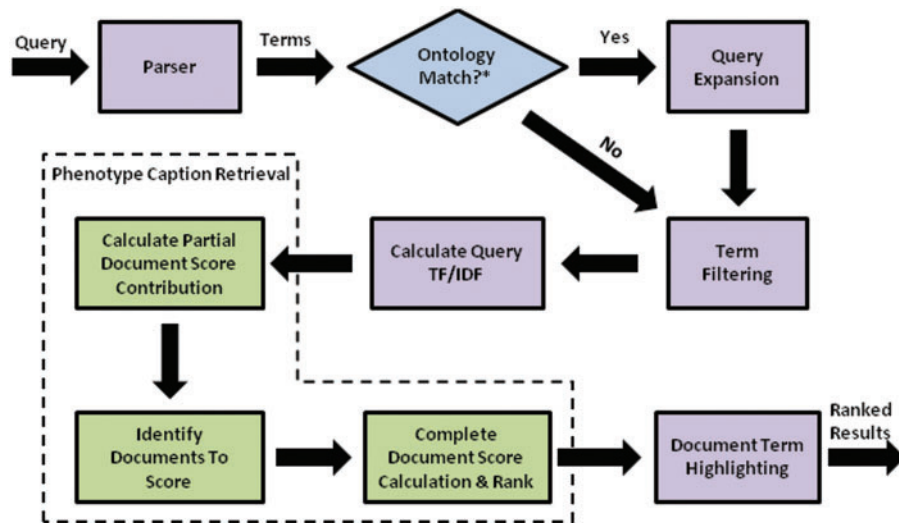 Query
Parser
Terms
Ontology
Match?*
Yes
Query
Expansion
No
Phenotype Caption Retrieval
Calculate Partial
Document Score
Contribution
Calculate Query
TF/IDF
Term
Filtering
Identify
Documents To
Score
Complete
Document Score
Calculation & Rank
Document Term
Highlighting
Ranked
Results